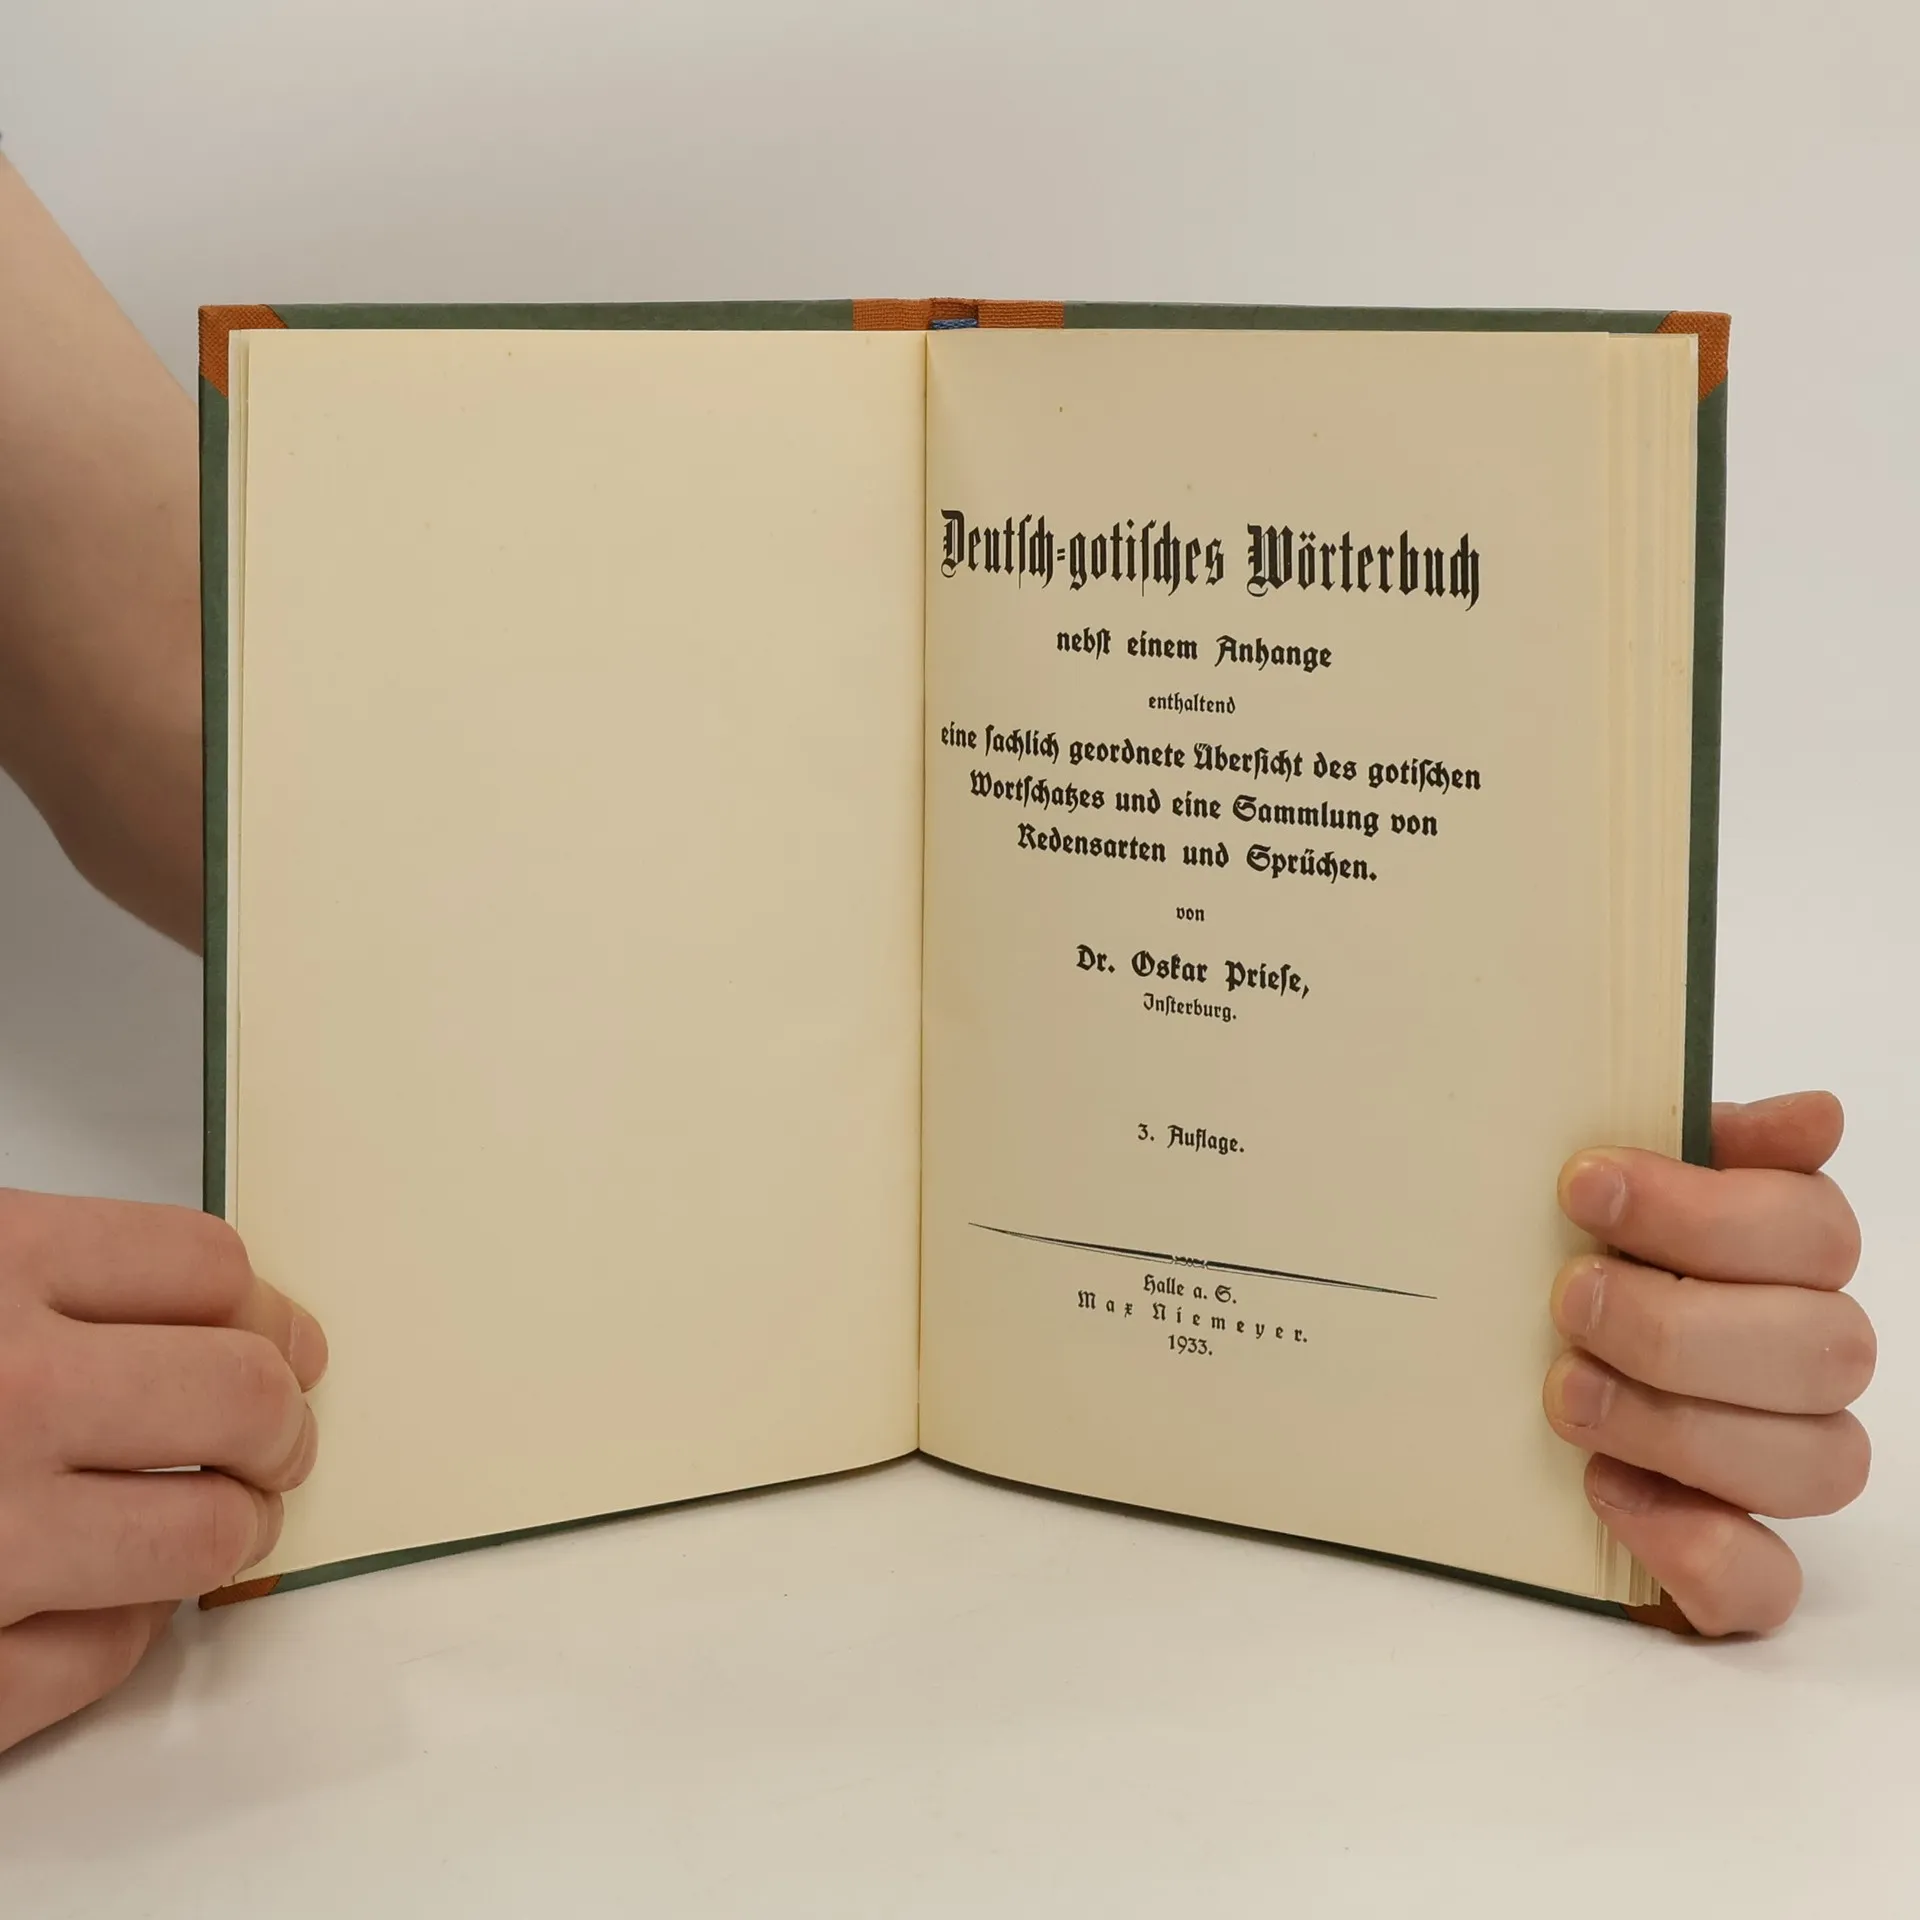 Deutſch-gotiſches Wörterbuch
nebſt einem Anhange
enthaltend
eine ſachlich geordnete Überſicht des gotiſchen
Wortſchatzes und eine Sammlung von
Redensarten und Sprüchen.
von
Dr. Oskar Prieſe,
Inſterburg.
3. Auflage.
Halle a. S.
Max Niemeyer.
1933.